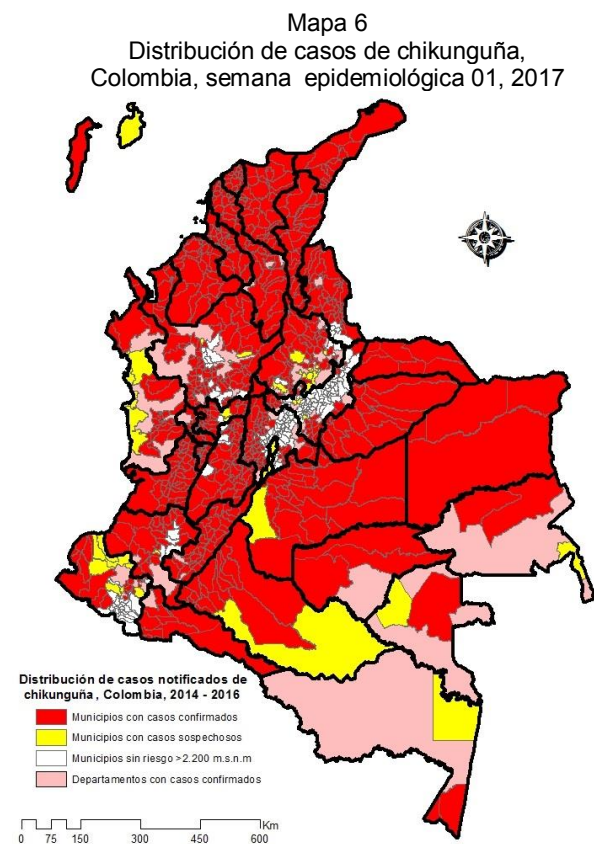 Mapa 6
Distribución de casos de chikunguña,
Colombia, semana epidemiológica 01, 2017
Distribución de casos notificados de
chikunguña, Colombia, 2014 - 2016
Municipios con casos confirmados
Municipios con casos sospechosos
Municipios sin riesgo >2.200 m.s.n.m
Departamentos con casos confirmados
Km
0 75 150 300 450 600